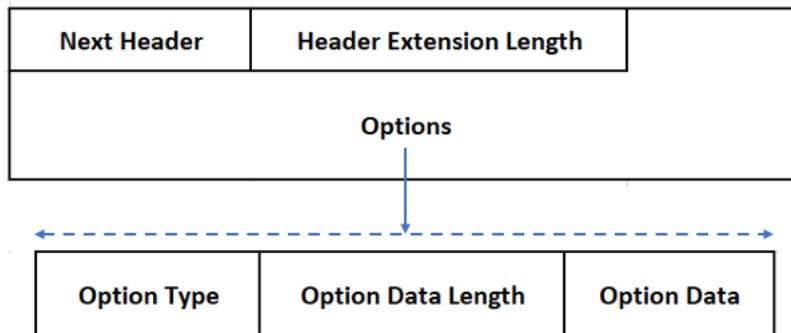 Next Header Header Extension Length
Options
Option Type Option Data Length Option Data